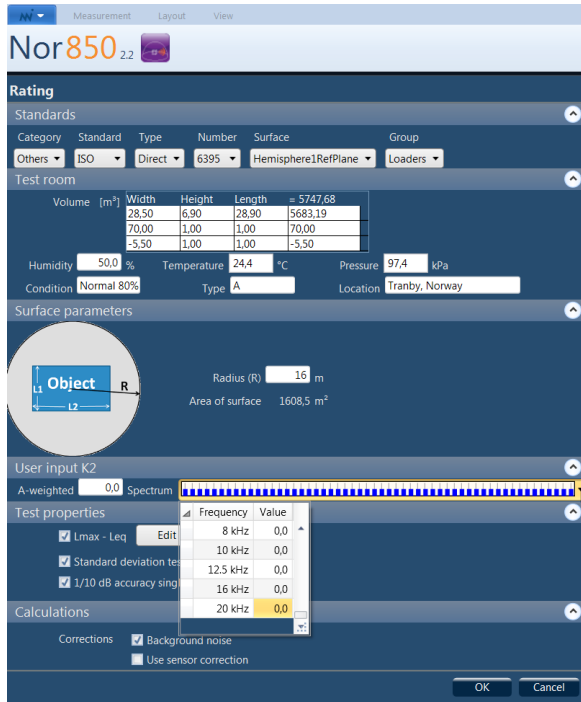 Measurement Layout View
Nor850 2.2
Rating
Standards
Category Standard Type Number Surface Group
Others ISO Direct 6395 Hemisphere1RefPlane Loaders
Test room
Volume [m³] Width Height Length = 5747,68
28,50 6,90 28,90 5683,19
70,00 1,00 1,00 70,00
-5,50 1,00 1,00 -5,50
Humidity 50,0 % Temperature 24,4 °C Pressure 97,4 kPa
Condition Normal 80% Type A Location Tranby, Norway
Surface parameters
L1 Object R
L2
Radius (R) 16 m
Area of surface 1608,5 m²
User input K2
A-weighted 0,0 Spectrum
Test properties
Frequency Value
Lmax - Leq Edit
8 kHz 0,0
10 kHz 0,0
Standard deviation tes
12.5 kHz 0,0
1/10 dB accuracy singl
16 kHz 0,0
20 kHz 0,0
Calculations
Corrections Background noise
Use sensor correction
OK Cancel